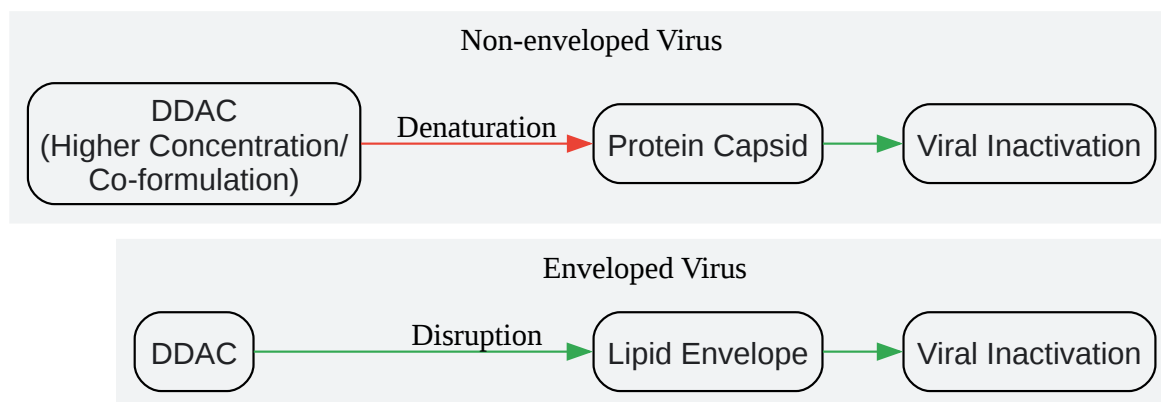 Non-enveloped Virus
DDAC
(Higher Concentration/
Co-formulation)
Denaturation
Protein Capsid
Viral Inactivation
Enveloped Virus
DDAC
Disruption
Lipid Envelope
Viral Inactivation